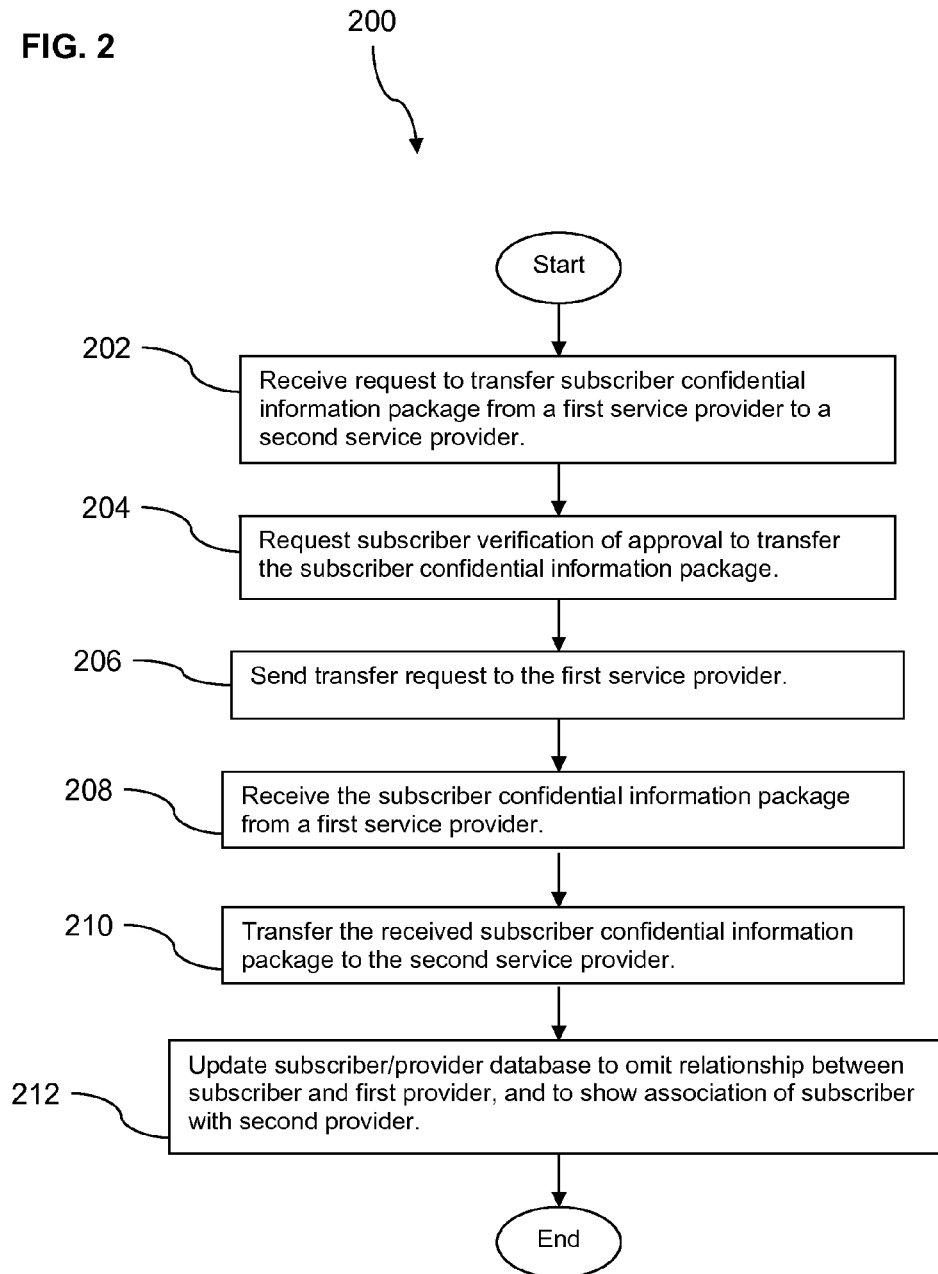 FIG. 2
200
Start
202
Receive request to transfer subscriber confidential
information package from a first service provider to a
second service provider.
204
Request subscriber verification of approval to transfer
the subscriber confidential information package.
206
Send transfer request to the first service provider.
208
Receive the subscriber confidential information package
from a first service provider.
210
Transfer the received subscriber confidential information
package to the second service provider.
212
Update subscriber/provider database to omit relationship between
subscriber and first provider, and to show association of subscriber
with second provider.
End